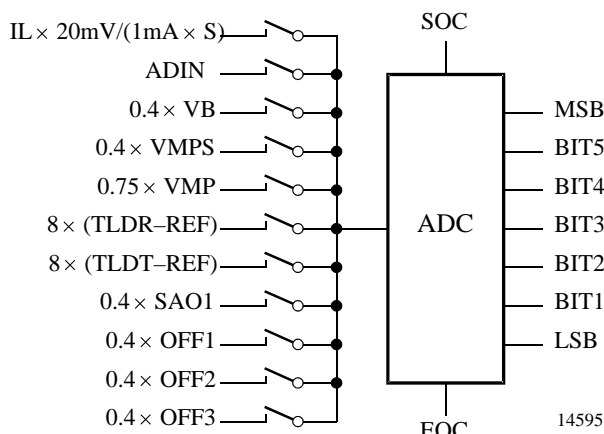 IL × 20mV/(1mA × S)
SOC
ADIN
0.4 × VB
MSB
0.4 × VMPS
BIT5
0.75 × VMP
BIT4
8 × (TLDR–REF)
ADC
BIT3
8 × (TLDT–REF)
BIT2
0.4 × SAO1
BIT1
0.4 × OFF1
LSB
0.4 × OFF2
0.4 × OFF3
EOC
14595